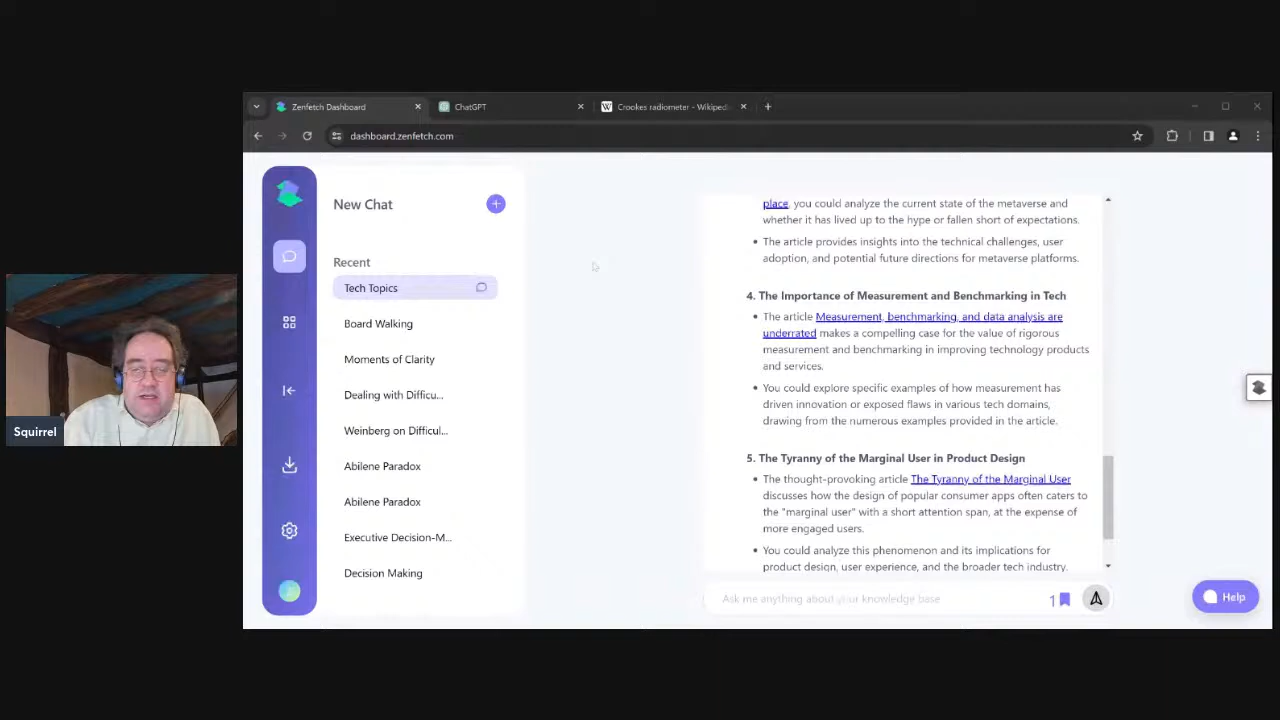 Zenfetch Dashboard
ChatGPT
Crookes radiometer - Wikiped
dashboard.zenfetch.com
New Chat
Recent
Tech Topics
Board Walking
Moments of Clarity
Dealing with Difficu...
Weinberg on Difficul...
Abilene Paradox
Abilene Paradox
Executive Decision-M...
Decision Making
place, you could analyze the current state of the metaverse and
whether it has lived up to the hype or fallen short of expectations.
• The article provides insights into the technical challenges, user
adoption, and potential future directions for metaverse platforms.
4. The Importance of Measurement and Benchmarking in Tech
• The article Measurement, benchmarking, and data analysis are
underrated makes a compelling case for the value of rigorous
measurement and benchmarking in improving technology products
and services.
• You could explore specific examples of how measurement has
driven innovation or exposed flaws in various tech domains,
drawing from the numerous examples provided in the article.
5. The Tyranny of the Marginal User in Product Design
• The thought-provoking article The Tyranny of the Marginal User
discusses how the design of popular consumer apps often caters to
the "marginal user" with a short attention span, at the expense of
more engaged users.
• You could analyze this phenomenon and its implications for
product design, user experience, and the broader tech industry.
Ask me anything about your knowledge base
1
Help
Squirrel